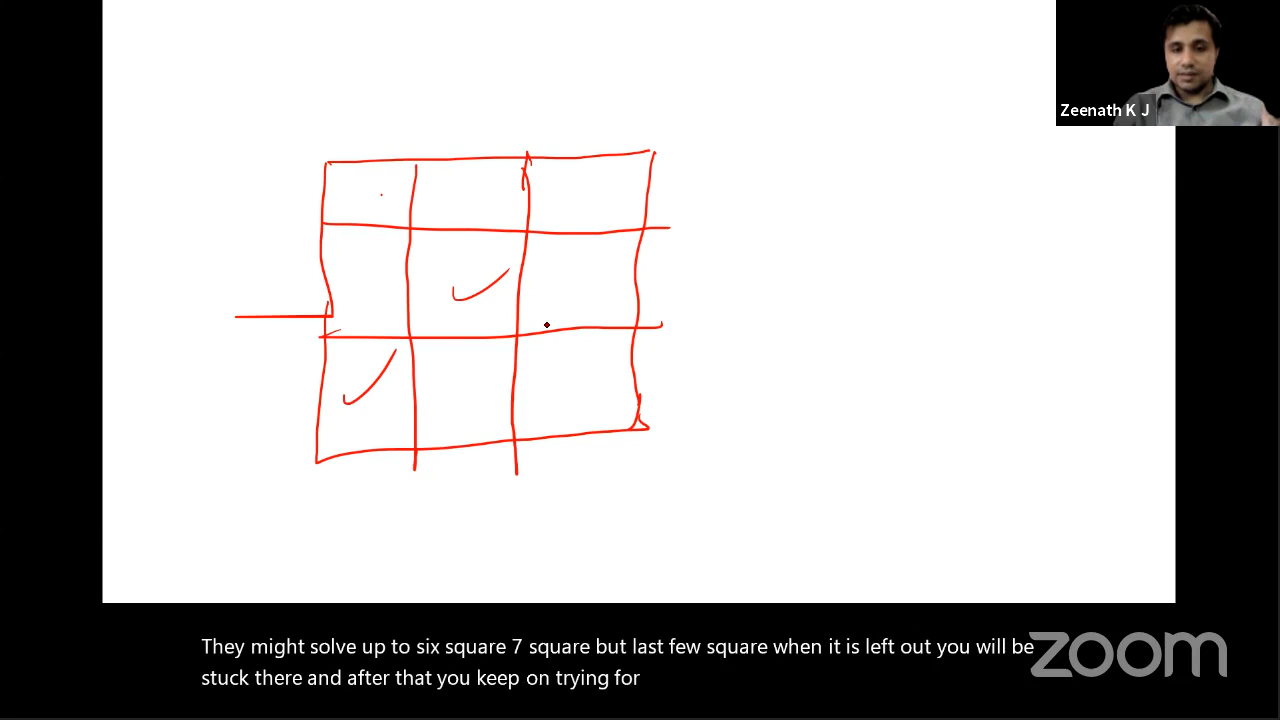 Zeenath K J
They might solve up to six square 7 square but last few square when it is left out you will be
stuck there and after that you keep on trying for
zoom